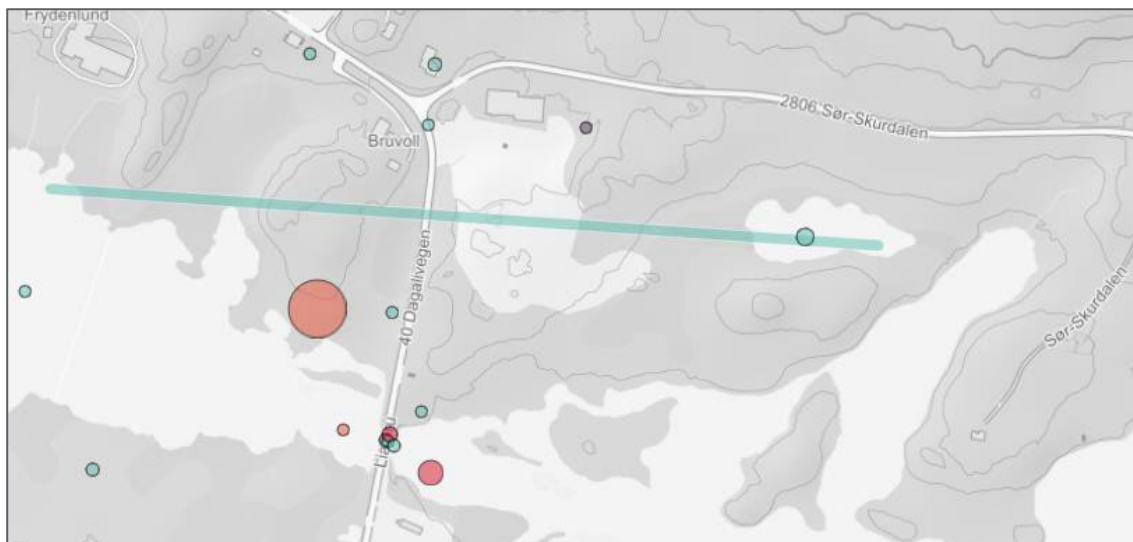 Frydenlund
2806 Sør-Skurdalen
Bruvoll
40 Dagalivegen
Sør-Skurdalen